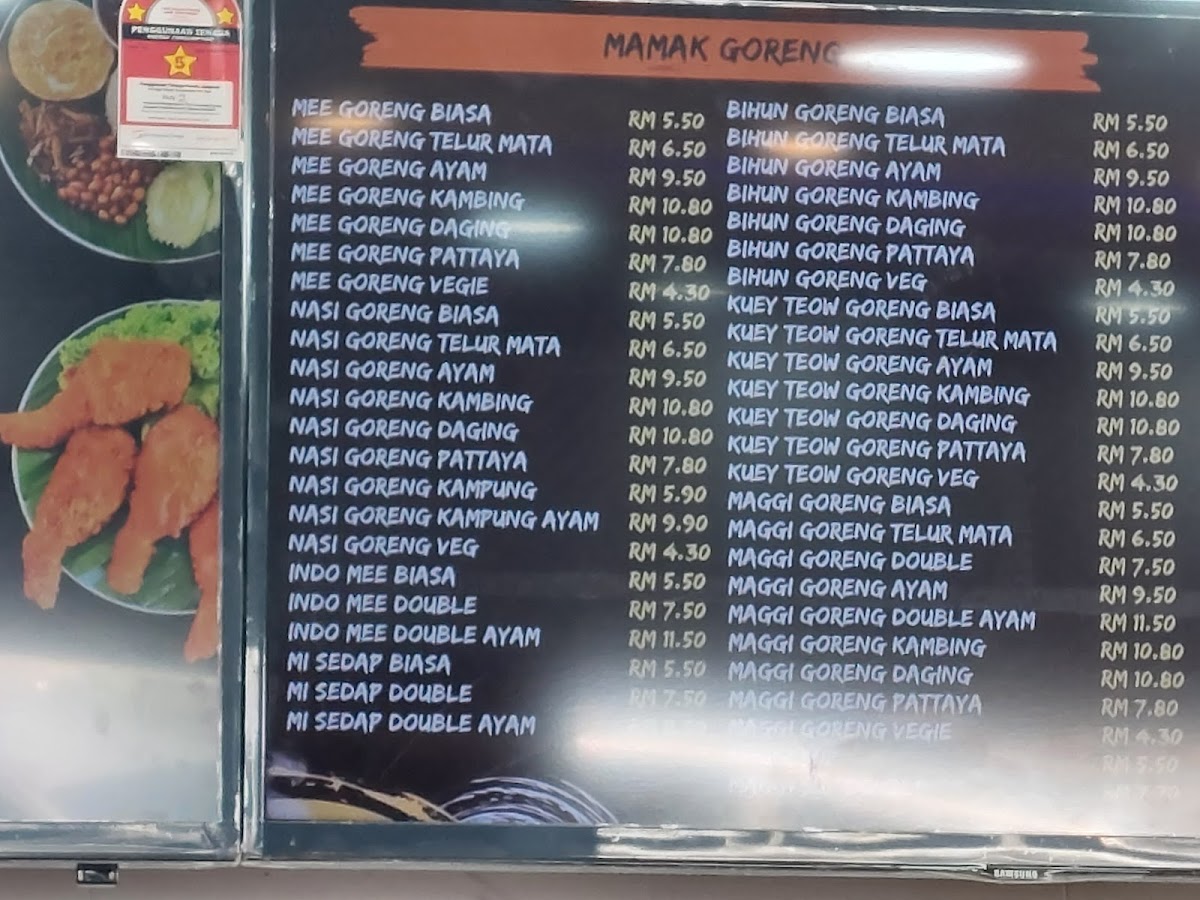 PENGGUNAAN TENAGA
5
MAMAK GORENG
MEE GORENG BIASA RM 5.50
MEE GORENG TELUR MATA RM 6.50
MEE GORENG AYAM RM 9.50
MEE GORENG KAMBING RM 10.80
MEE GORENG DAGING RM 10.80
MEE GORENG PATTAYA RM 7.80
MEE GORENG VEGIE RM 4.30
NASI GORENG BIASA RM 5.50
NASI GORENG TELUR MATA RM 6.50
NASI GORENG AYAM RM 9.50
NASI GORENG KAMBING RM 10.80
NASI GORENG DAGING RM 10.80
NASI GORENG PATTAYA RM 7.80
NASI GORENG KAMPUNG RM 5.90
NASI GORENG KAMPUNG AYAM RM 9.90
NASI GORENG VEG RM 4.30
INDO MEE BIASA RM 5.50
INDO MEE DOUBLE RM 7.50
INDO MEE DOUBLE AYAM RM 11.50
MI SEDAP BIASA RM 5.50
MI SEDAP DOUBLE RM 7.50
MI SEDAP DOUBLE AYAM
BIHUN GORENG BIASA RM 5.50
BIHUN GORENG TELUR MATA RM 6.50
BIHUN GORENG AYAM RM 9.50
BIHUN GORENG KAMBING RM 10.80
BIHUN GORENG DAGING RM 10.80
BIHUN GORENG PATTAYA RM 7.80
BIHUN GORENG VEG RM 4.30
KUEY TEOW GORENG BIASA RM 5.50
KUEY TEOW GORENG TELUR MATA RM 6.50
KUEY TEOW GORENG AYAM RM 9.50
KUEY TEOW GORENG KAMBING RM 10.80
KUEY TEOW GORENG DAGING RM 10.80
KUEY TEOW GORENG PATTAYA RM 7.80
KUEY TEOW GORENG VEG RM 4.30
MAGGI GORENG BIASA RM 5.50
MAGGI GORENG TELUR MATA RM 6.50
MAGGI GORENG DOUBLE RM 7.50
MAGGI GORENG AYAM RM 9.50
MAGGI GORENG DOUBLE AYAM RM 11.50
MAGGI GORENG KAMBING RM 10.80
MAGGI GORENG DAGING RM 10.80
MAGGI GORENG PATTAYA RM 7.80
MAGGI GORENG VEGIE RM 4.30
RM 5.50
SAMSUNG